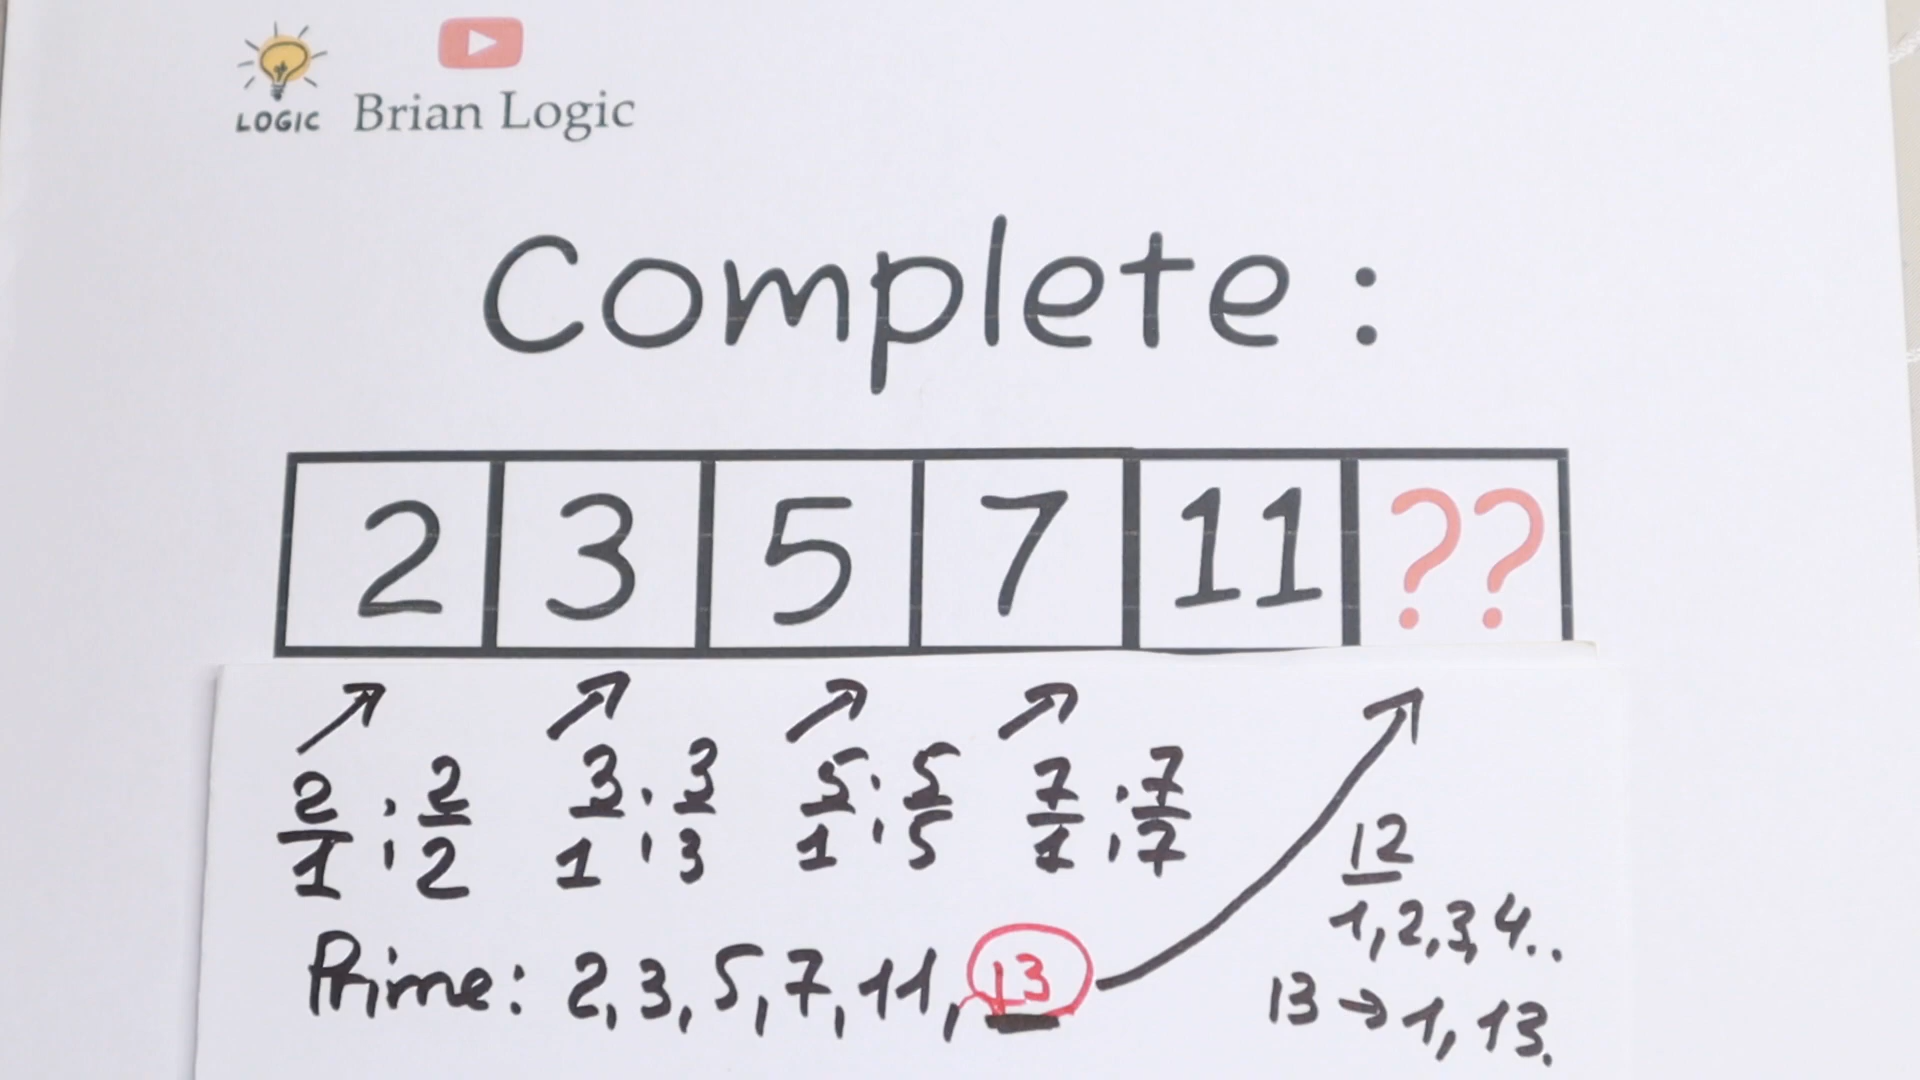 LOGIC Brian Logic
Complete :
2 3 5 7 11 ??
2/1 ; 2/2 3/1 ; 3/3 5/1 ; 5/5 7/1 ; 7/7
12
1, 2, 3, 4..
Prime: 2, 3, 5, 7, 11, 13
13 → 1, 13.